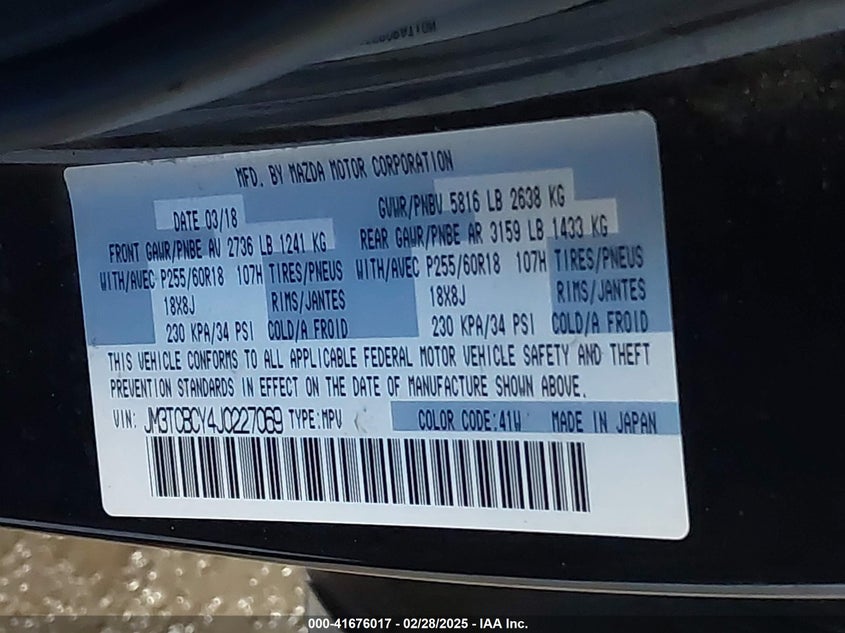 MFD. BY MAZDA MOTOR CORPORATION
DATE 03/18 GVWR/PNBV 5816 LB 2638 KG
FRONT GAWR/PNBE AV 2736 LB 1241 KG REAR GAWR/PNBE AR 3159 LB 1433 KG
WITH/AVEC P255/60R18 107H TIRES/PNEUS WITH/AVEC P255/60R18 107H TIRES/PNEUS
18X8J RIMS/JANTES 18X8J RIMS/JANTES
230 KPA/34 PSI COLD/A FROID 230 KPA/34 PSI COLD/A FROID
THIS VEHICLE CONFORMS TO ALL APPLICABLE FEDERAL MOTOR VEHICLE SAFETY AND THEFT
PREVENTION STANDARDS IN EFFECT ON THE DATE OF MANUFACTURE SHOWN ABOVE.
VIN: JM3TCBCY4J0227069 TYPE:MPV COLOR CODE:41W MADE IN JAPAN
000-41676017 - 02/28/2025 - IAA Inc.